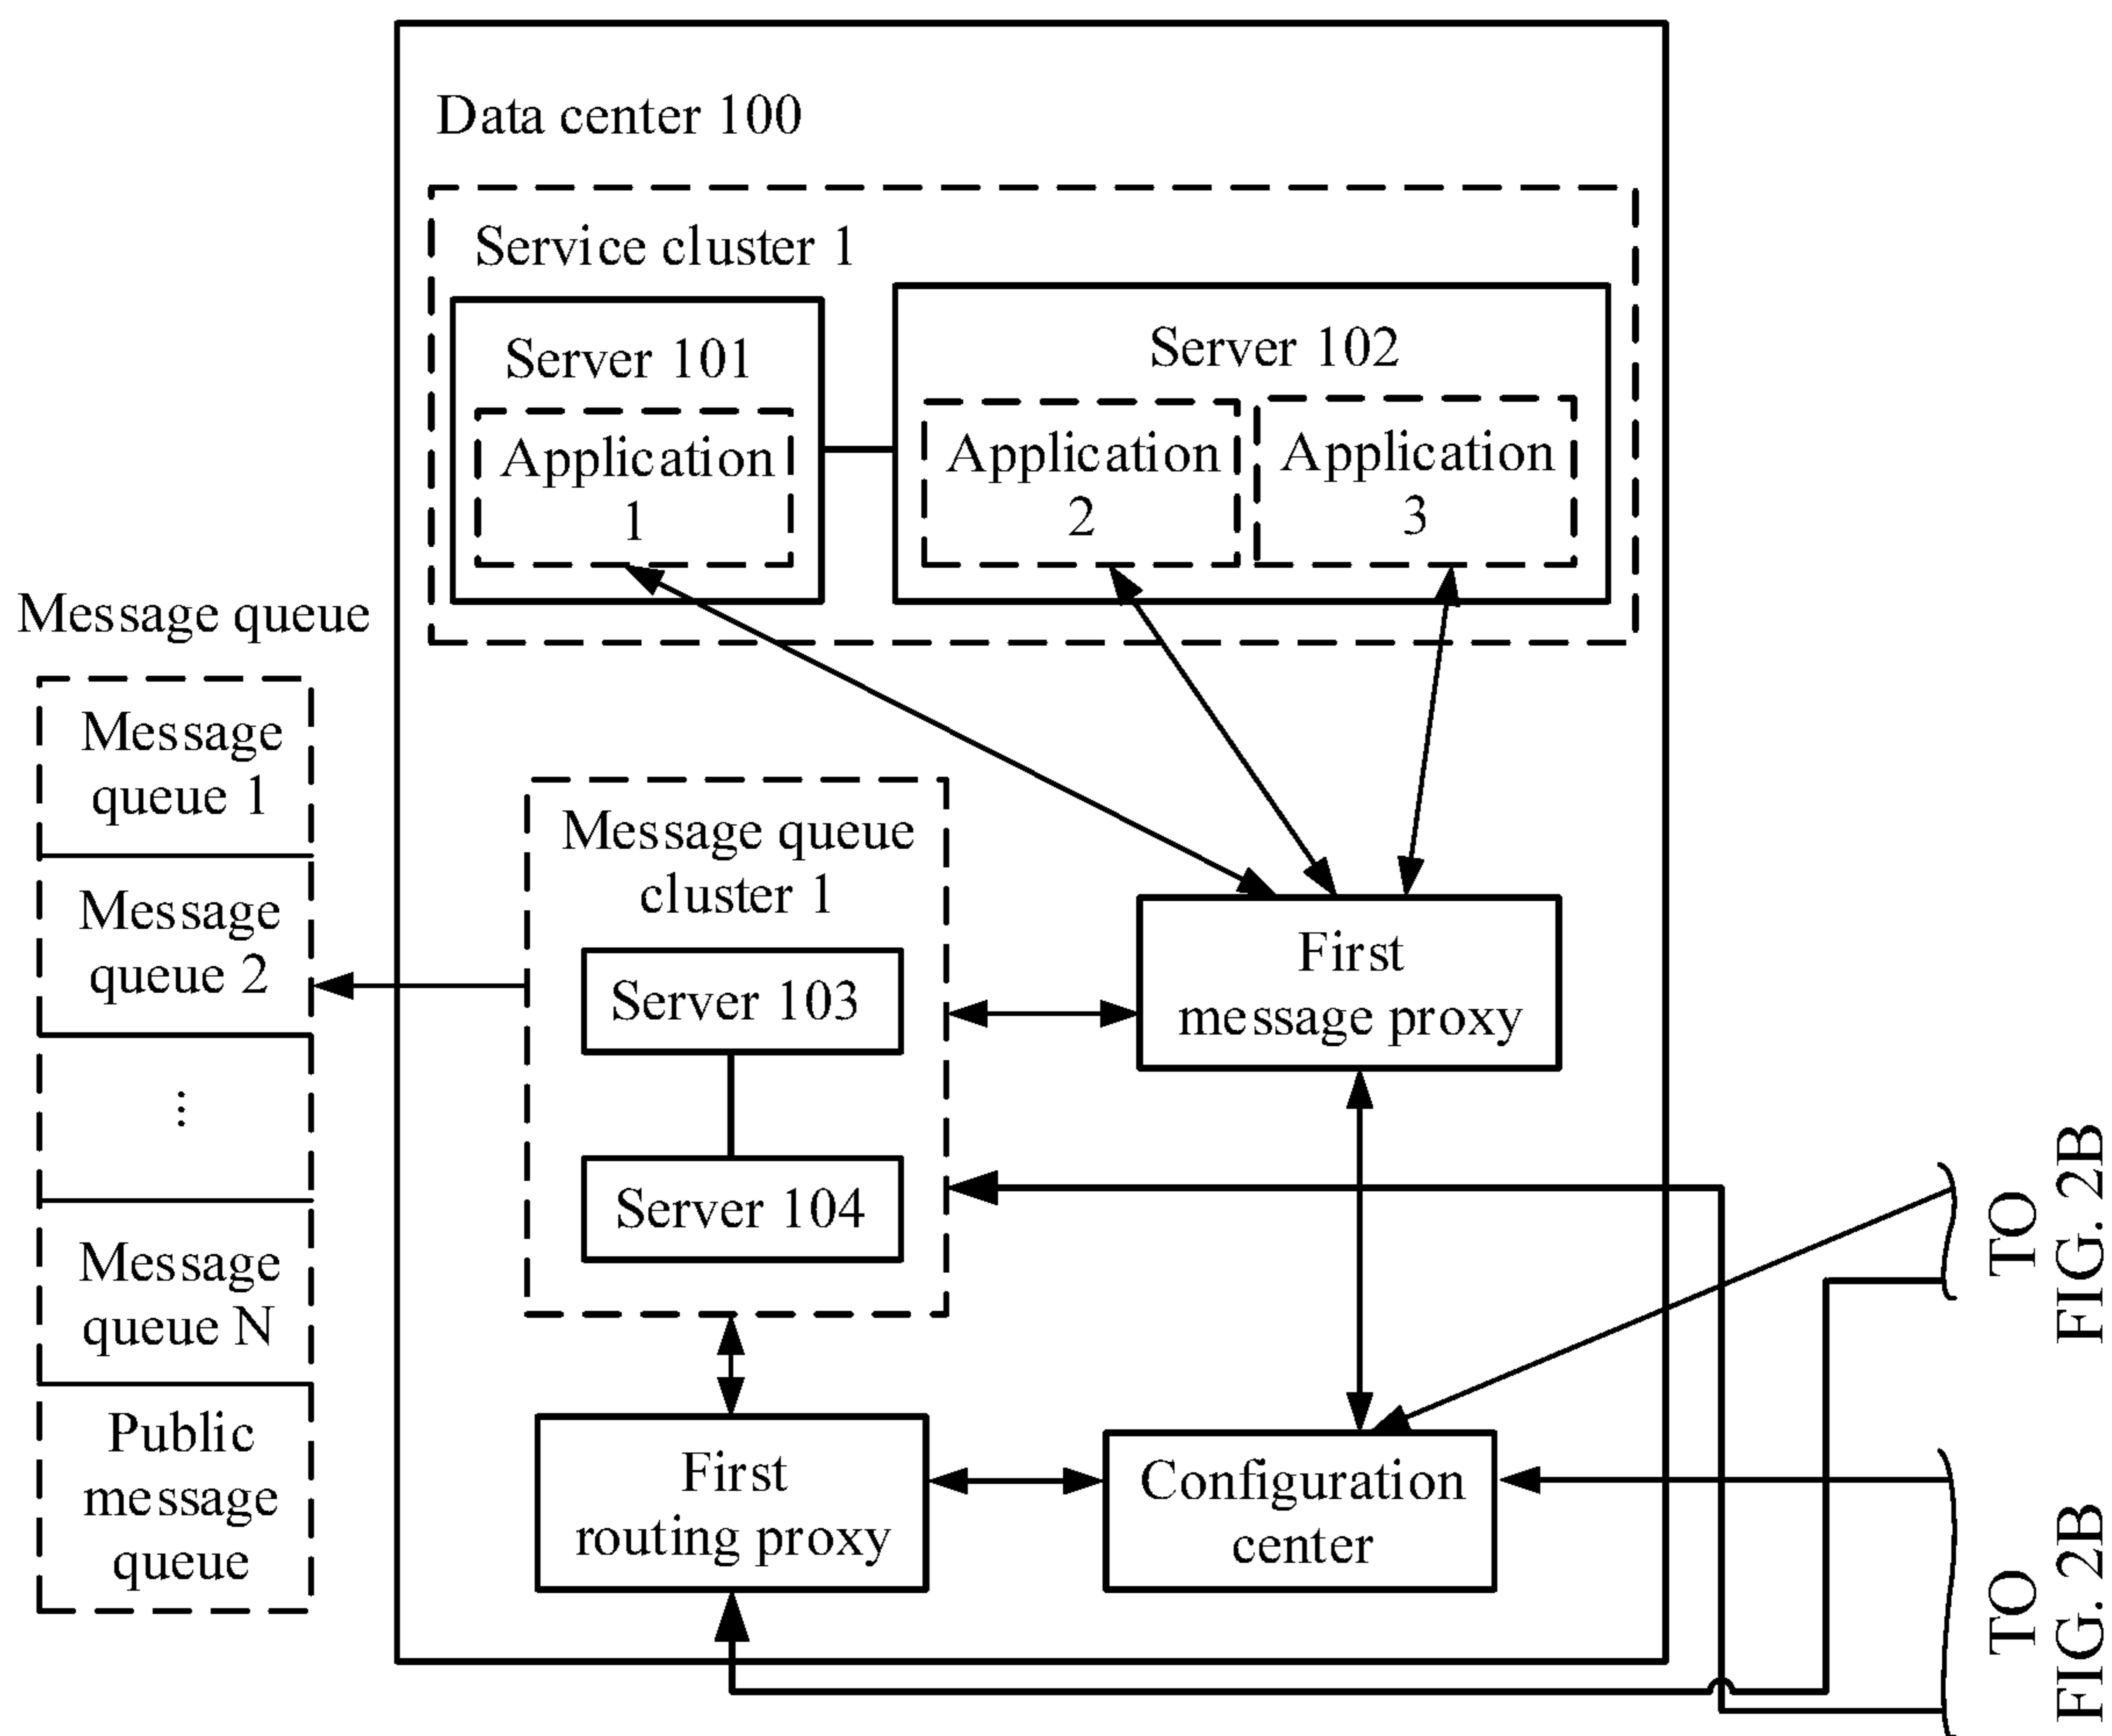 Data center 100
Service cluster 1
Server 101
Application
1
Server 102
Application
2
Application
3
Message queue
Message
queue 1
Message
queue 2
⋮
Message
queue N
Public
message
queue
Message queue
cluster 1
Server 103
Server 104
First
message proxy
First
routing proxy
Configuration
center
TO
FIG. 2B
TO
FIG. 2B